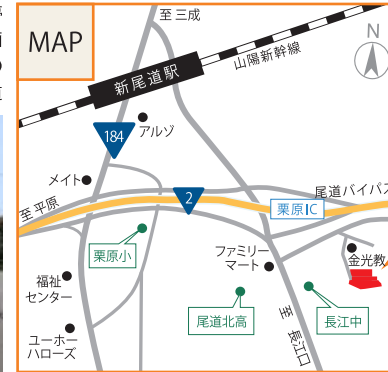 MAP
至 三成
N
新尾道駅
山陽新幹線
184
アルゾ
メイト
至 平原
2
尾道バイパス
栗原IC
栗原小
ファミリー
マート
金光教
福祉
センター
尾道北高
長江中
至 長江口
ユーホー
ハローズ